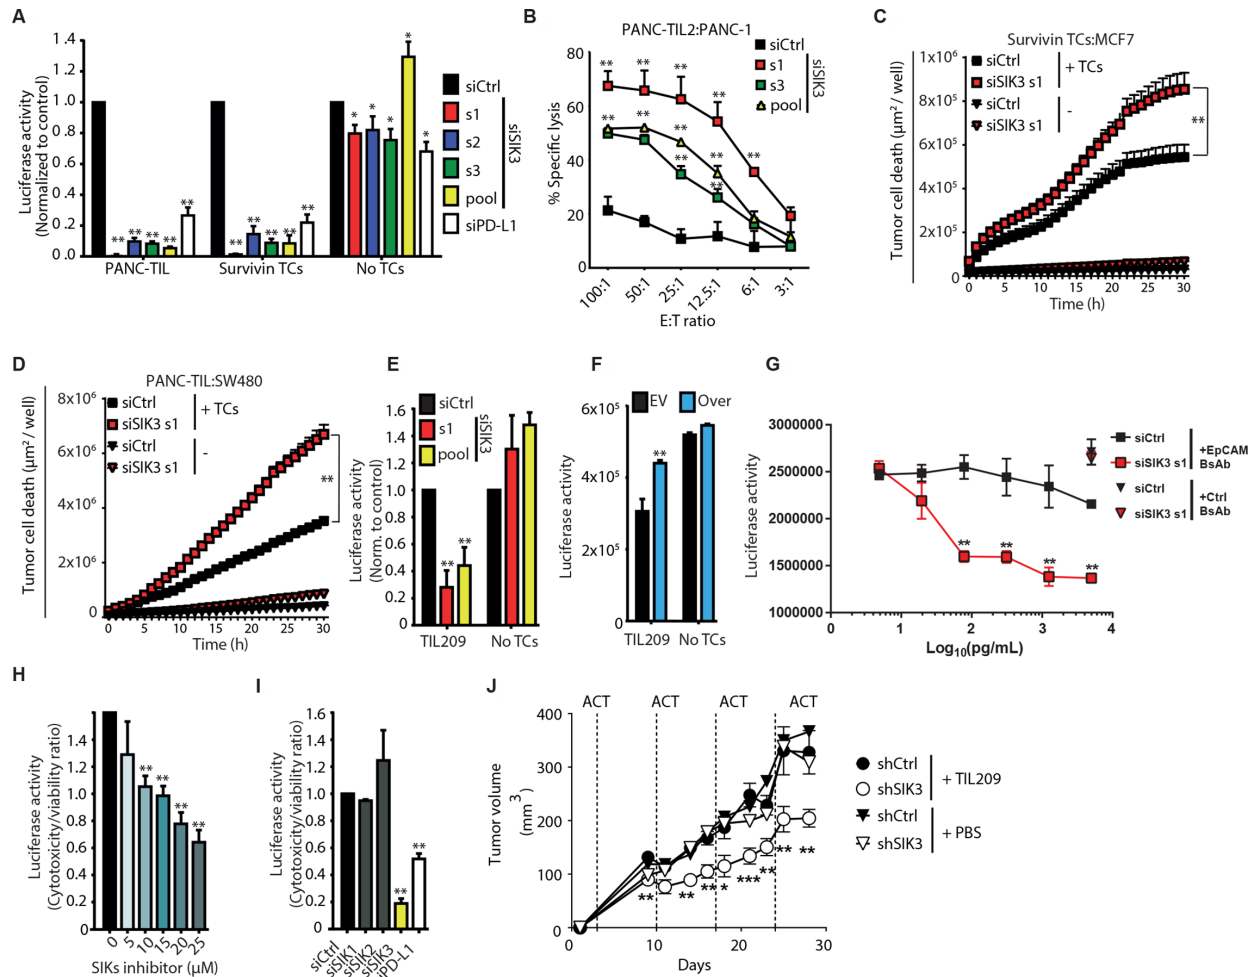 A
Luciferase activity
(Normalized to control)
1.4
1.2
1.0
0.8
0.6
0.4
0.2
0.0
** ** ** ** **
** ** ** ** **
* * * * *
PANC-TIL
Survivin TCs
No TCs
siCtrl
s1
s2
s3
pool
siPD-L1
siSIK3
B
PANC-TIL2:PANC-1
% Specific lysis
80
60
40
20
0
100:1
50:1
25:1
12.5:1
6:1
3:1
E:T ratio
siCtrl
s1
s3
pool
siSIK3
** ** ** ** **
** ** ** **
** **
C
Survivin TCs:MCF7
Tumor cell death (µm² / well)
1x10⁶
8x10⁵
6x10⁵
4x10⁵
2x10⁵
0
0 5 10 15 20 25 30
Time (h)
siCtrl
siSIK3 s1
+ TCs
siCtrl
siSIK3 s1
-
**
D
PANC-TIL:SW480
Tumor cell death (µm² / well)
8x10⁶
6x10⁶
4x10⁶
2x10⁶
0
0 5 10 15 20 25 30
Time (h)
siCtrl
siSIK3 s1
+ TCs
siCtrl
siSIK3 s1
-
**
E
Luciferase activity
(Norm. to control)
1.6
1.4
1.2
1.0
0.8
0.6
0.4
0.2
0
siCtrl
s1
pool
siSIK3
** **
TIL209
No TCs
F
Luciferase activity
6x10⁵
4x10⁵
2x10⁵
0
EV
Over
**
TIL209
No TCs
G
Luciferase activity
3000000
2500000
2000000
1500000
1000000
0 1 2 3 4
Log₁₀(pg/mL)
siCtrl
siSIK3 s1
+EpCAM
BsAb
siCtrl
siSIK3 s1
+Ctrl
BsAb
** ** ** **
H
Luciferase activity
(Cytotoxicity/viability ratio)
1.6
1.4
1.2
1.0
0.8
0.6
0.4
0.2
0
** ** ** **
0 5 10 15 20 25
SIKs inhibitor (µM)
I
Luciferase activity
(Cytotoxicity/viability ratio)
1.6
1.4
1.2
1.0
0.8
0.6
0.4
0.2
0
** **
siCtrl
siSIK1
siSIK2
siSIK3
iPD-L1
J
ACT ACT ACT ACT
Tumor volume
(mm³)
400
300
200
100
0
0 10 20 30
Days
** ** ** * *** ** ** **
shCtrl
shSIK3
+ TIL209
shCtrl
shSIK3
+ PBS